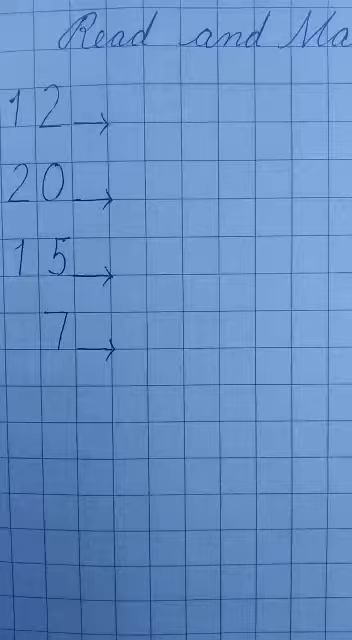 Read and Ma
12 →
20 →
15 →
7 →